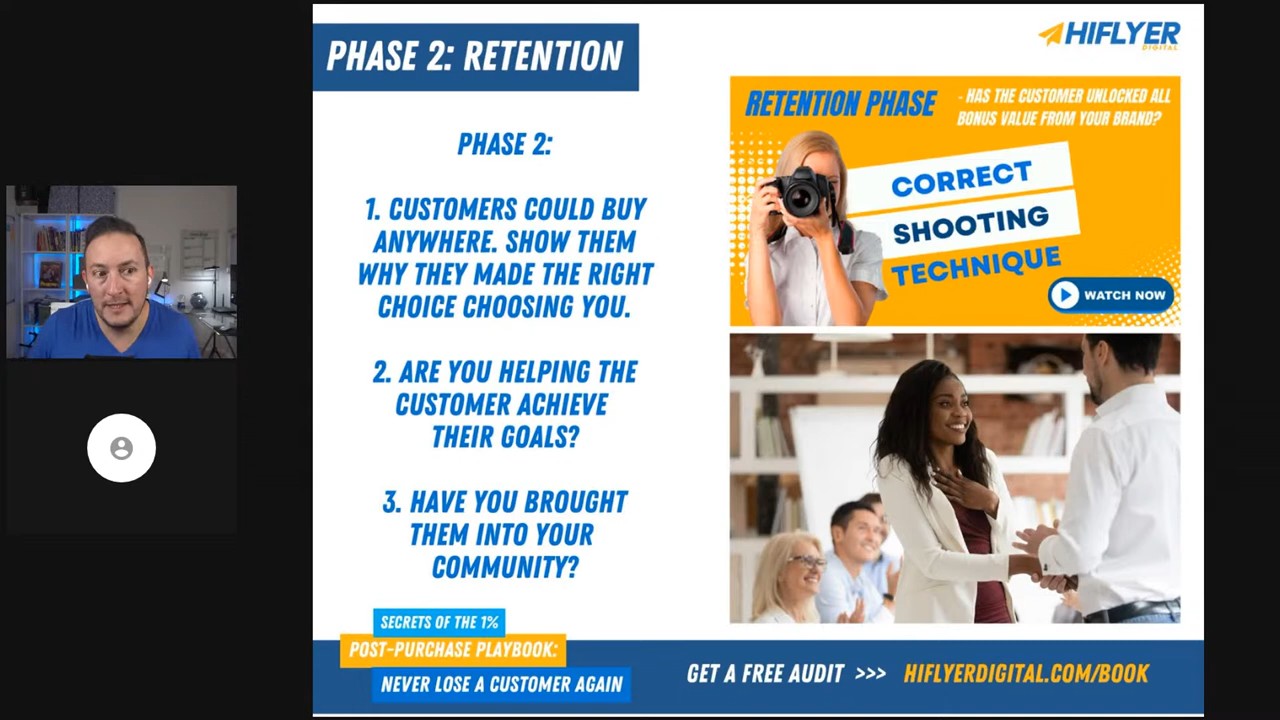 PHASE 2: RETENTION
HIFLYER
DIGITAL
PHASE 2:
1. CUSTOMERS COULD BUY
ANYWHERE. SHOW THEM
WHY THEY MADE THE RIGHT
CHOICE CHOOSING YOU.
2. ARE YOU HELPING THE
CUSTOMER ACHIEVE
THEIR GOALS?
3. HAVE YOU BROUGHT
THEM INTO YOUR
COMMUNITY?
RETENTION PHASE
- HAS THE CUSTOMER UNLOCKED ALL
BONUS VALUE FROM YOUR BRAND?
CORRECT
SHOOTING
TECHNIQUE
WATCH NOW
SECRETS OF THE 1%
POST-PURCHASE PLAYBOOK:
NEVER LOSE A CUSTOMER AGAIN
GET A FREE AUDIT >>> HIFLYERDIGITAL.COM/BOOK